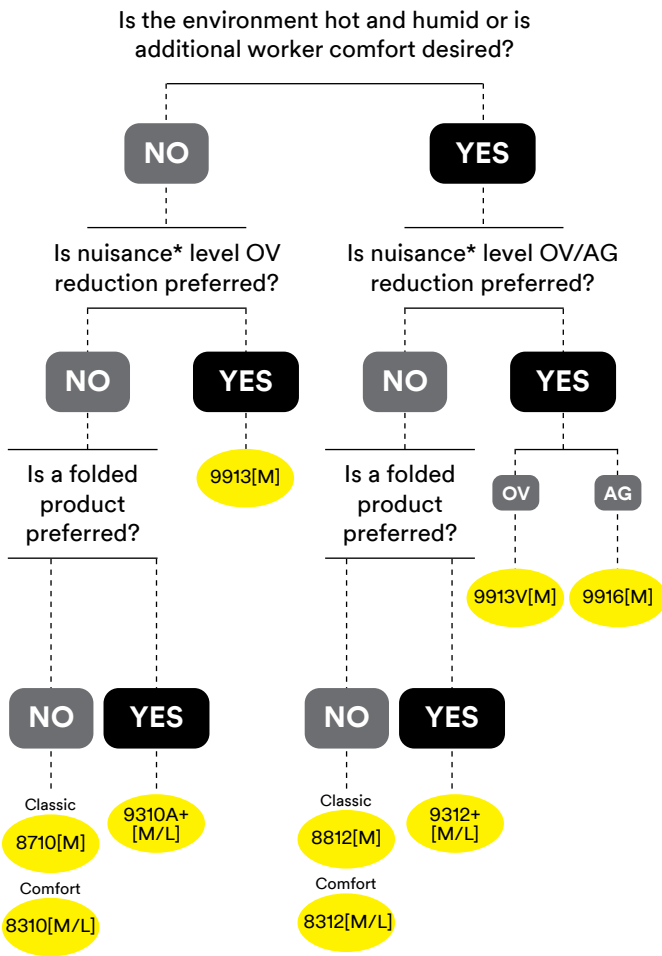 Is the environment hot and humid or is
additional worker comfort desired?
NO
YES
Is nuisance* level OV
reduction preferred?
Is nuisance* level OV/AG
reduction preferred?
NO
YES
NO
YES
Is a folded
product
preferred?
9913[M]
Is a folded
product
preferred?
OV
AG
9913V[M]
9916[M]
NO
YES
NO
YES
Classic
8710[M]
Comfort
8310[M/L]
9310A+
[M/L]
Classic
8812[M]
Comfort
8312[M/L]
9312+
[M/L]